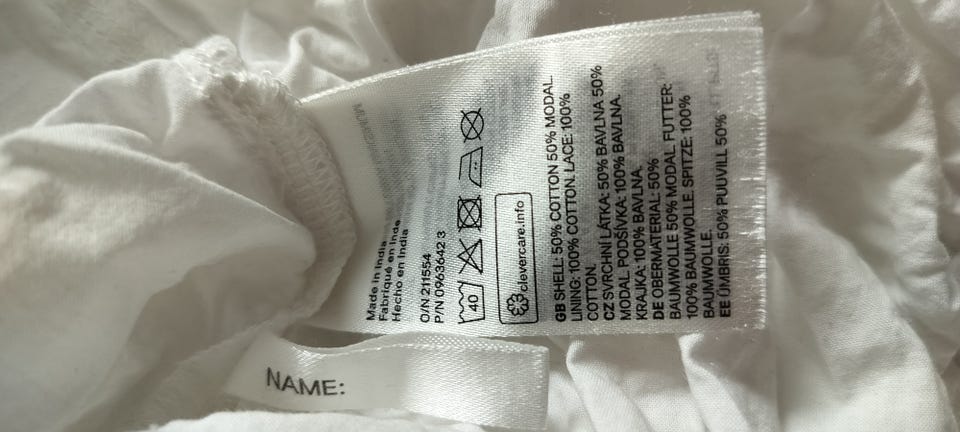 Made in India
Fabriqué en Inde
Hecho en India
O/N 211554
P/N 0963642 3
40
clevercare.info
GB SHELL: 50% COTTON 50% MODAL.
LINING: 100% COTTON. LACE: 100%
COTTON.
CZ SVRCHNÍ LÁTKA: 50% BAVLNA 50%
MODAL. PODŠÍVKA: 100% BAVLNA.
KRAJKA: 100% BAVLNA.
DE OBERMATERIAL: 50%
BAUMWOLLE 50% MODAL. FUTTER:
100% BAUMWOLLE. SPITZE: 100%
BAUMWOLLE.
EE ÜMBRIS: 50% PUUVILL 50%
NAME: